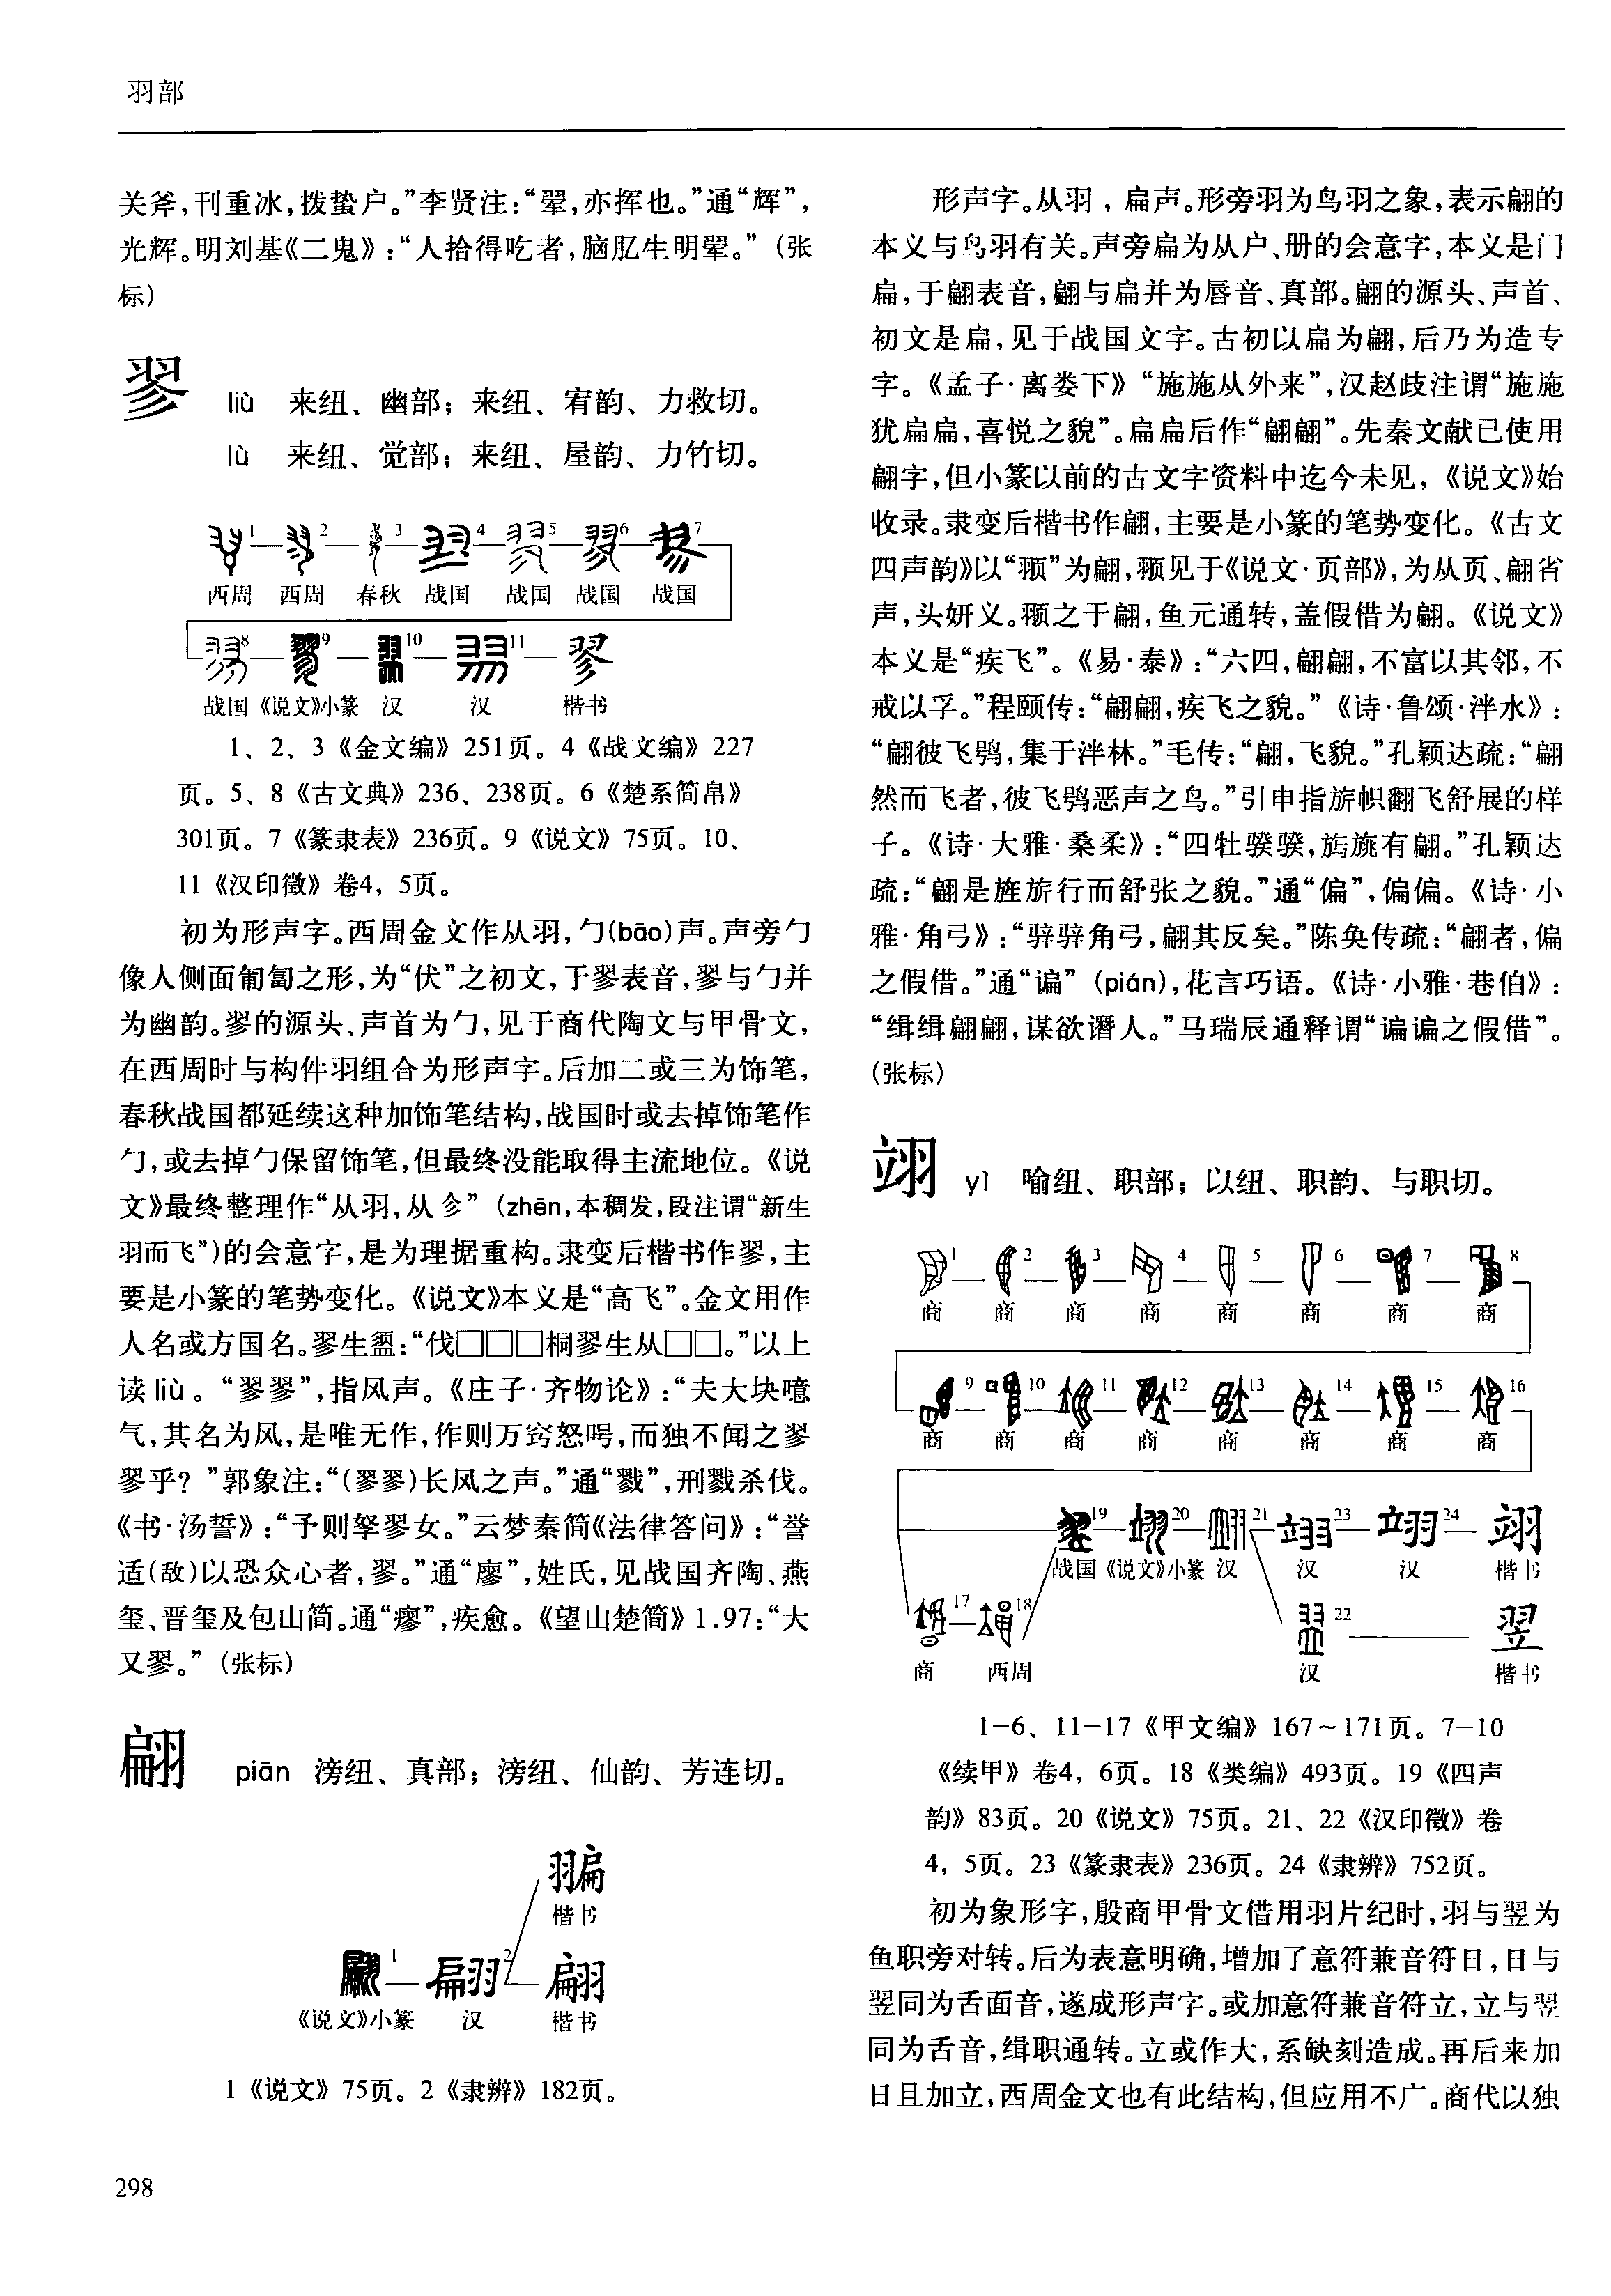 羽部
关斧，刊重冰，拨蛰户。”李贤注：“翚，亦挥也。”通“辉”，
光辉。明刘基《二鬼》：“人拾得吃者，脑肛生明翚。”（张
标）
翏
liù 来纽、幽部；来纽、宥韵、力救切。
lù 来纽、觉部；来纽、屋韵、力竹切。
1 2 3 4 5 6 7
西周 西周 春秋 战国 战国 战国 战国
8 9 10 11 翏
战国 《说文》小篆 汉 汉 楷书
1、2、3《金文编》251页。4《战文编》227
页。5、8《古文典》236、238页。6《楚系简帛》
301页。7《篆隶表》236页。9《说文》75页。10、
11《汉印徵》卷4，5页。
初为形声字。西周金文作从羽，勹(bāo)声。声旁勹
像人侧面匍匐之形，为“伏”之初文，于翏表音，翏与勹并
为幽韵。翏的源头、声首为勹，见于商代陶文与甲骨文，
在西周时与构件羽组合为形声字。后加二或三为饰笔，
春秋战国都延续这种加饰笔结构，战国时或去掉饰笔作
勹，或去掉勹保留饰笔，但最终没能取得主流地位。《说
文》最终整理作“从羽，从㐱”（zhēn，本稠发，段注谓“新生
羽而飞”)的会意字，是为理据重构。隶变后楷书作翏，主
要是小篆的笔势变化。《说文》本义是“高飞”。金文用作
人名或方国名。翏生盨：“伐□□□桐翏生从□□。”以上
读 liù 。“翏翏”，指风声。《庄子·齐物论》：“夫大块噫
气，其名为风，是唯无作，作则万窍怒呺，而独不闻之翏
翏乎？”郭象注：“(翏翏)长风之声。”通“戮”，刑戮杀伐。
《书·汤誓》：“予则孥翏女。”云梦秦简《法律答问》：“誉
适(敌)以恐众心者，翏。”通“廖”，姓氏，见战国齐陶、燕
玺、晋玺及包山简。通“瘳”，疾愈。《望山楚简》1.97：“大
又翏。”（张标）
翩
piān 滂纽、真部；滂纽、仙韵、芳连切。
楷书
1 2 翩
《说文》小篆 汉 楷书
1《说文》75页。2《隶辨》182页。
298
形声字。从羽，扁声。形旁羽为鸟羽之象，表示翩的
本义与鸟羽有关。声旁扁为从户、册的会意字，本义是门
扁，于翩表音，翩与扁并为唇音、真部。翩的源头、声首、
初文是扁，见于战国文字。古初以扁为翩，后乃为造专
字。《孟子·离娄下》“施施从外来”，汉赵歧注谓“施施
犹扁扁，喜悦之貌”。扁扁后作“翩翩”。先秦文献已使用
翩字，但小篆以前的古文字资料中迄今未见，《说文》始
收录。隶变后楷书作翩，主要是小篆的笔势变化。《古文
四声韵》以“䫞”为翩，䫞见于《说文·页部》，为从页、翩省
声，头妍义。䫞之于翩，鱼元通转，盖假借为翩。《说文》
本义是“疾飞”。《易·泰》：“六四，翩翩，不富以其邻，不
戒以孚。”程颐传：“翩翩，疾飞之貌。”《诗·鲁颂·泮水》：
“翩彼飞鸮，集于泮林。”毛传：“翩，飞貌。”孔颖达疏：“翩
然而飞者，彼飞鸮恶声之鸟。”引申指旂帜翻飞舒展的样
子。《诗·大雅·桑柔》：“四牡骙骙，旟旐有翩。”孔颖达
疏：“翩是旌旂行而舒张之貌。”通“偏”，偏偏。《诗·小
雅·角弓》：“骍骍角弓，翩其反矣。”陈奂传疏：“翩者，偏
之假借。”通“谝”（pián），花言巧语。《诗·小雅·巷伯》：
“缉缉翩翩，谋欲谮人。”马瑞辰通释谓“谝谝之假借”。
（张标）
翊
yì 喻纽、职部；以纽、职韵、与职切。
1 2 3 4 5 6 7 8
商 商 商 商 商 商 商 商
9 10 11 12 13 14 15 16
商 商 商 商 商 商 商 商
19 20 21 23 24 翊
战国 《说文》小篆 汉 汉 汉 楷书
17 18 22 翌
商 西周 汉 楷书
1-6、11-17《甲文编》167～171页。7-10
《续甲》卷4，6页。18《类编》493页。19《四声
韵》83页。20《说文》75页。21、22《汉印徵》卷
4，5页。23《篆隶表》236页。24《隶辨》752页。
初为象形字，殷商甲骨文借用羽片纪时，羽与翌为
鱼职旁对转。后为表意明确，增加了意符兼音符日，日与
翌同为舌面音，遂成形声字。或加意符兼音符立，立与翌
同为舌音，缉职通转。立或作大，系缺刻造成。再后来加
日且加立，西周金文也有此结构，但应用不广。商代以独